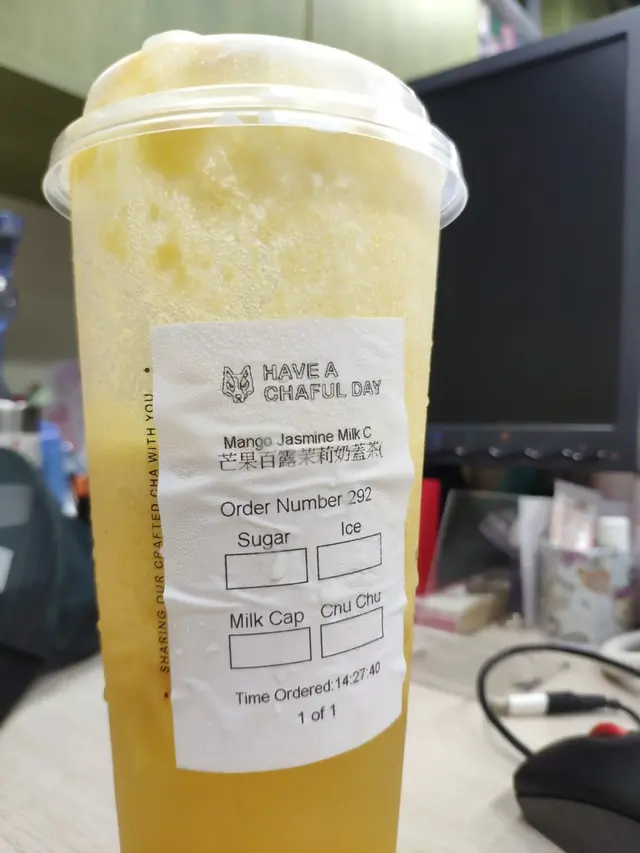 HAVE A
CHAFUL DAY
Mango Jasmine Milk C
芒果百露茉莉奶蓋茶(
Order Number 292
Sugar Ice
Milk Cap Chu Chu
Time Ordered:14:27:40
1 of 1
SHARING OUR CRAFTED CHA WITH YOU